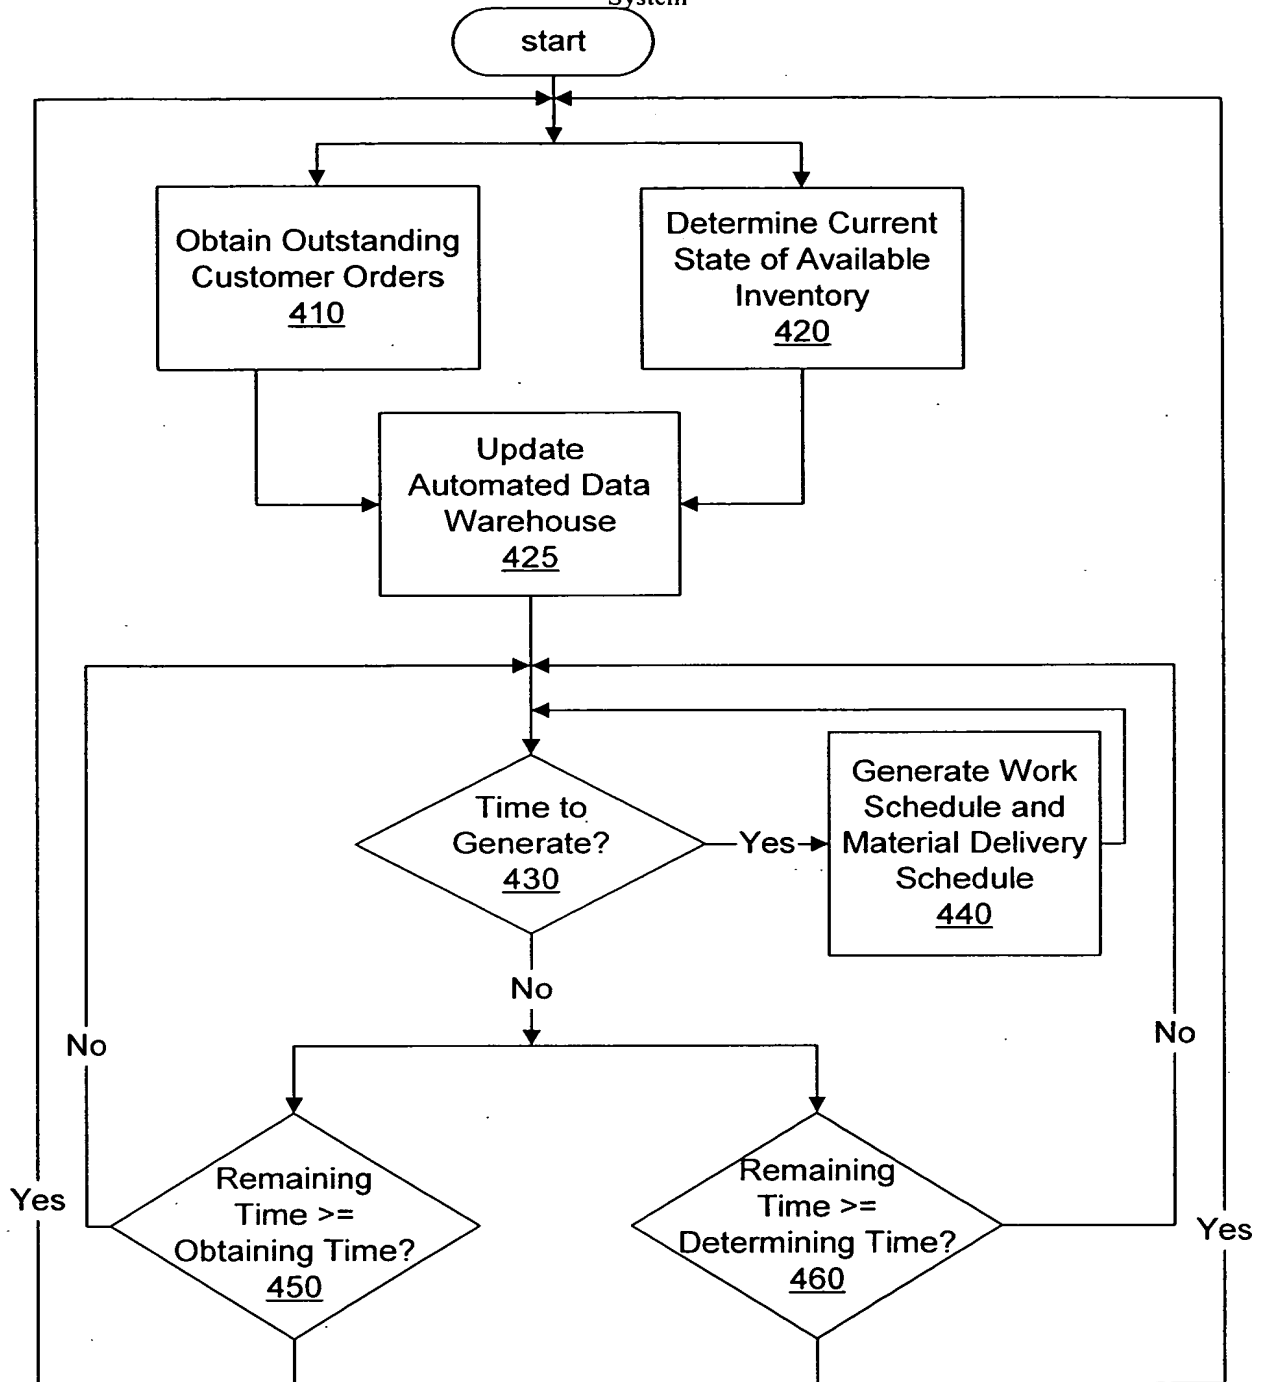 System
start
Obtain Outstanding
Customer Orders
410
Determine Current
State of Available
Inventory
420
Update
Automated Data
Warehouse
425
Time to
Generate?
430
Yes
Generate Work
Schedule and
Material Delivery
Schedule
440
No
No
No
Remaining
Time >=
Obtaining Time?
450
Remaining
Time >=
Determining Time?
460
Yes
Yes